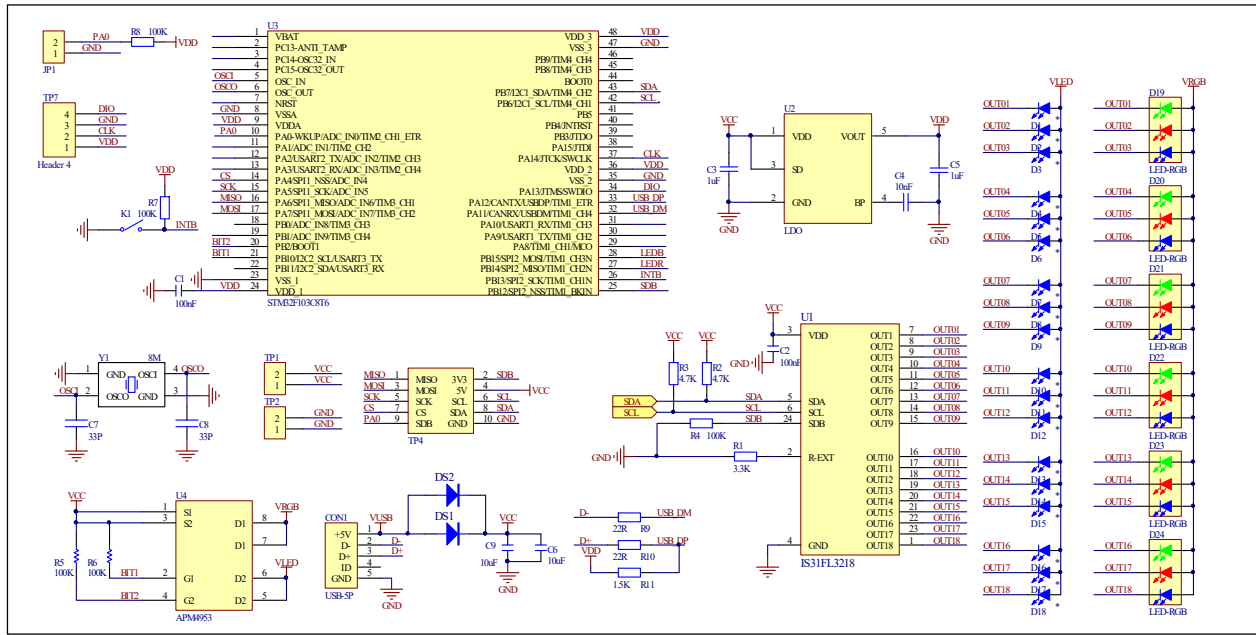 JP1
2
1
PA0
GND
R8 100K
VDD
TP7
4
3
2
1
DIO
GND
CLK
VDD
Header 4
VDD
R7
100K
K1
INTB
C1
100nF
VDD
U3
OSCI
OSCO
GND
VDD
PA0
CS
SCK
MISO
MOSI
BIT2
BIT1
1 VBAT
2 PC13-ANTI_TAMP
3 PC14-OSC32_IN
4 PC15-OSC32_OUT
5 OSC_IN
6 OSC_OUT
7 NRST
8 VSSA
9 VDDA
10 PA0-WKUP/ADC_IN0/TIM2_CH1_ETR
11 PA1/ADC_IN1/TIM2_CH2
12 PA2/USART2_TX/ADC_IN2/TIM2_CH3
13 PA3/USART2_RX/ADC_IN3/TIM2_CH4
14 PA4/SPI1_NSS/ADC_IN4
15 PA5/SPI1_SCK/ADC_IN5
16 PA6/SPI1_MISO/ADC_IN6/TIM3_CH1
17 PA7/SPI1_MOSI/ADC_IN7/TIM3_CH2
18 PB0/ADC_IN8/TIM3_CH3
19 PB1/ADC_IN9/TIM3_CH4
20 PB2/BOOT1
21 PB10/I2C2_SCL/USART3_TX
22 PB11/I2C2_SDA/USART3_RX
23 VSS_1
24 VDD_1
VDD_3 48 VDD
VSS_3 47 GND
PB9/TIM4_CH4 46
PB8/TIM4_CH3 45
BOOT0 44
PB7/I2C1_SDA/TIM4_CH2 43 SDA
PB6/I2C1_SCL/TIM4_CH1 42 SCL
PB5 41
PB4/JNTRST 40
PB3/JTDO 39
PA15/JTDI 38
PA14/JTCK/SWCLK 37 CLK
VDD_2 36 VDD
VSS_2 35 GND
PA13/JTMS/SWDIO 34 DIO
PA12/CANTX/USBDP/TIM1_ETR 33 USB_DP
PA11/CANRX/USBDM/TIM1_CH4 32 USB_DM
PA10/USART1_RX/TIM1_CH3 31
PA9/USART1_TX/TIM1_CH2 30
PA8/TIM1_CH1/MCO 29
PB15/SPI2_MOSI/TIM1_CH3N 28 LEDB
PB14/SPI2_MISO/TIM1_CH2N 27 LEDR
PB13/SPI2_SCK/TIM1_CH1N 26 INTB
PB12/SPI2_NSS/TIM1_BKIN 25 SDB
STM32F103C8T6
U2
VCC
VDD
C3
1uF
1 VDD VOUT 5
3 SD
2 GND BP 4
LDO
C4
10nF
C5
1uF
GND
GND
VLED
OUT01
OUT02 D1
OUT03 D2
D3
OUT04
OUT05 D4
OUT06 D5
D6
OUT07
OUT08 D7
OUT09 D8
D9
OUT10
OUT11 D10
OUT12 D11
D12
OUT13
OUT14 D13
OUT15 D14
D15
OUT16
OUT17 D16
OUT18 D17
D18
VRGB
D19
OUT01
OUT02
OUT03
LED-RGB
D20
OUT04
OUT05
OUT06
LED-RGB
D21
OUT07
OUT08
OUT09
LED-RGB
D22
OUT10
OUT11
OUT12
LED-RGB
D23
OUT13
OUT14
OUT15
LED-RGB
D24
OUT16
OUT17
OUT18
LED-RGB
Y1 8M
OSCI
OSCO
1 GND OSCI 4
2 OSCO GND 3
C7
33P
C8
33P
TP1
2 VCC
1 VCC
TP2
2 GND
1 GND
MISO 1 MISO 3V3 2 SDB
MOSI 3 MOSI 5V 4 VCC
SCK 5 SCK SCL 6 SCL
CS 7 CS SDA 8 SDA
PA0 9 SDB GND 10 GND
TP4
VCC
VCC
R3
4.7K
R2
4.7K
SDA
SCL
SDA
SCL
SDB
R4 100K
GND
R1
3.3K
VCC
C2
100nF
GND
U1
3 VDD
5 SDA
6 SCL
24 SDB
2 R-EXT
4 GND
OUT1 7 OUT01
OUT2 8 OUT02
OUT3 9 OUT03
OUT4 10 OUT04
OUT5 11 OUT05
OUT6 12 OUT06
OUT7 13 OUT07
OUT8 14 OUT08
OUT9 15 OUT09
OUT10 16 OUT10
OUT11 17 OUT11
OUT12 18 OUT12
OUT13 19 OUT13
OUT14 20 OUT14
OUT15 21 OUT15
OUT16 22 OUT16
OUT17 23 OUT17
OUT18 1 OUT18
IS31FL3218
VCC
U4
R5
100K
R6
100K
BIT1
BIT2
1 S1
3 S2
2 G1
4 G2
D1 8
D1 7
D2 6
D2 5
VRGB
VLED
APM4953
CON1
+5V 1
D- 2
D+ 3
ID 4
GND 5
USB-5P
VUSB
D-
D+
GND
DS2
DS1
VCC
C9
10uF
C6
10uF
GND
D- 22R R9 USB_DM
D+ 22R R10 USB_DP
VDD
1.5K R11